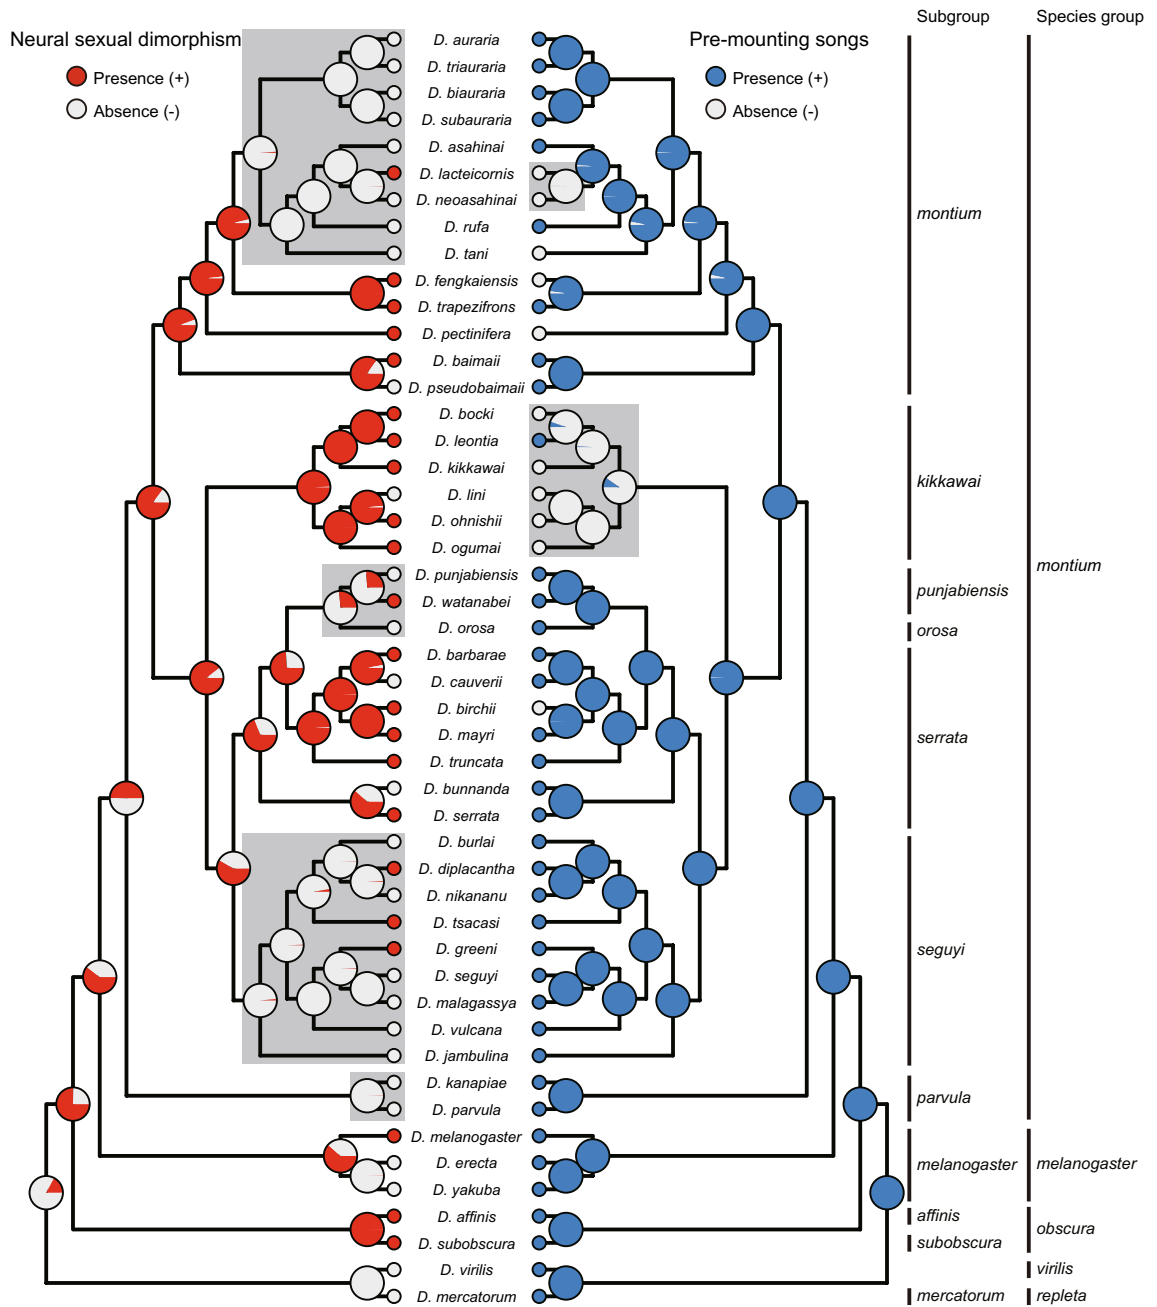 Subgroup
Species group
Neural sexual dimorphism
Presence (+)
Absence (-)
Pre-mounting songs
Presence (+)
Absence (-)
D. auraria
D. triauraria
D. biauraria
D. subauraria
D. asahinai
D. lacteicornis
D. neoasahinai
D. rufa
D. tani
D. fengkaiensis
D. trapezifrons
D. pectinifera
D. baimaii
D. pseudobaimaii
D. bocki
D. leontia
D. kikkawai
D. lini
D. ohnishii
D. ogumai
D. punjabiensis
D. watanabei
D. orosa
D. barbarae
D. cauverii
D. birchii
D. mayri
D. truncata
D. bunnanda
D. serrata
D. burlai
D. diplacantha
D. nikananu
D. tsacasi
D. greeni
D. seguyi
D. malagassya
D. vulcana
D. jambulina
D. kanapiae
D. parvula
D. melanogaster
D. erecta
D. yakuba
D. affinis
D. subobscura
D. virilis
D. mercatorum
montium
kikkawai
punjabiensis
orosa
serrata
seguyi
parvula
melanogaster
affinis
subobscura
mercatorum
montium
melanogaster
obscura
virilis
repleta